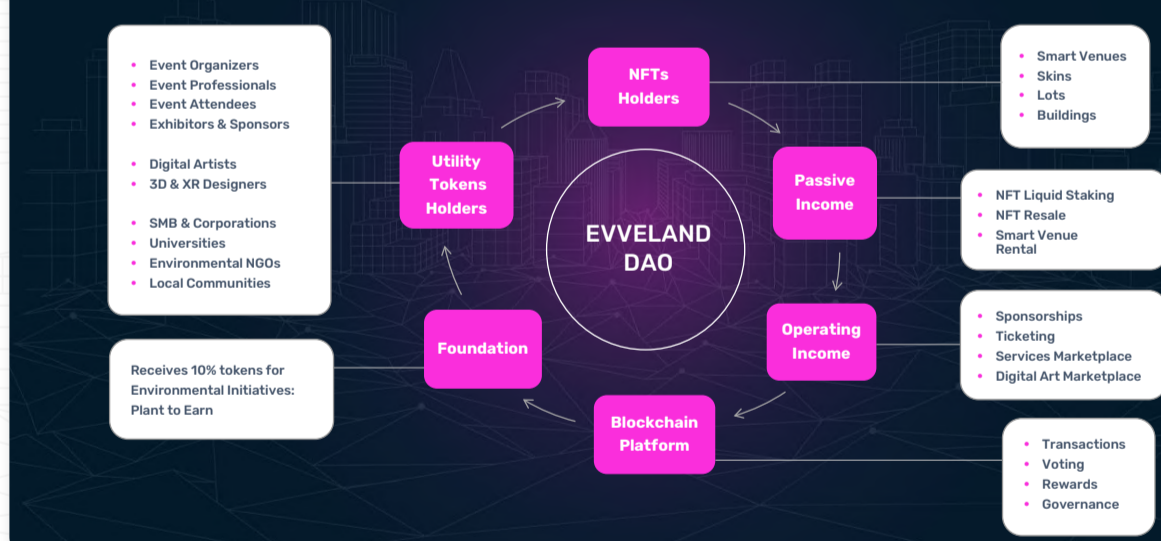 Event Organizers
Event Professionals
Event Attendees
Exhibitors & Sponsors
Digital Artists
3D & XR Designers
SMB & Corporations
Universities
Environmental NGOs
Local Communities
Receives 10% tokens for
Environmental Initiatives:
Plant to Earn
NFTs
Holders
Utility
Tokens
Holders
Passive
Income
EVVELAND
DAO
Foundation
Operating
Income
Blockchain
Platform
Smart Venues
Skins
Lots
Buildings
NFT Liquid Staking
NFT Resale
Smart Venue
Rental
Sponsorships
Ticketing
Services Marketplace
Digital Art Marketplace
Transactions
Voting
Rewards
Governance